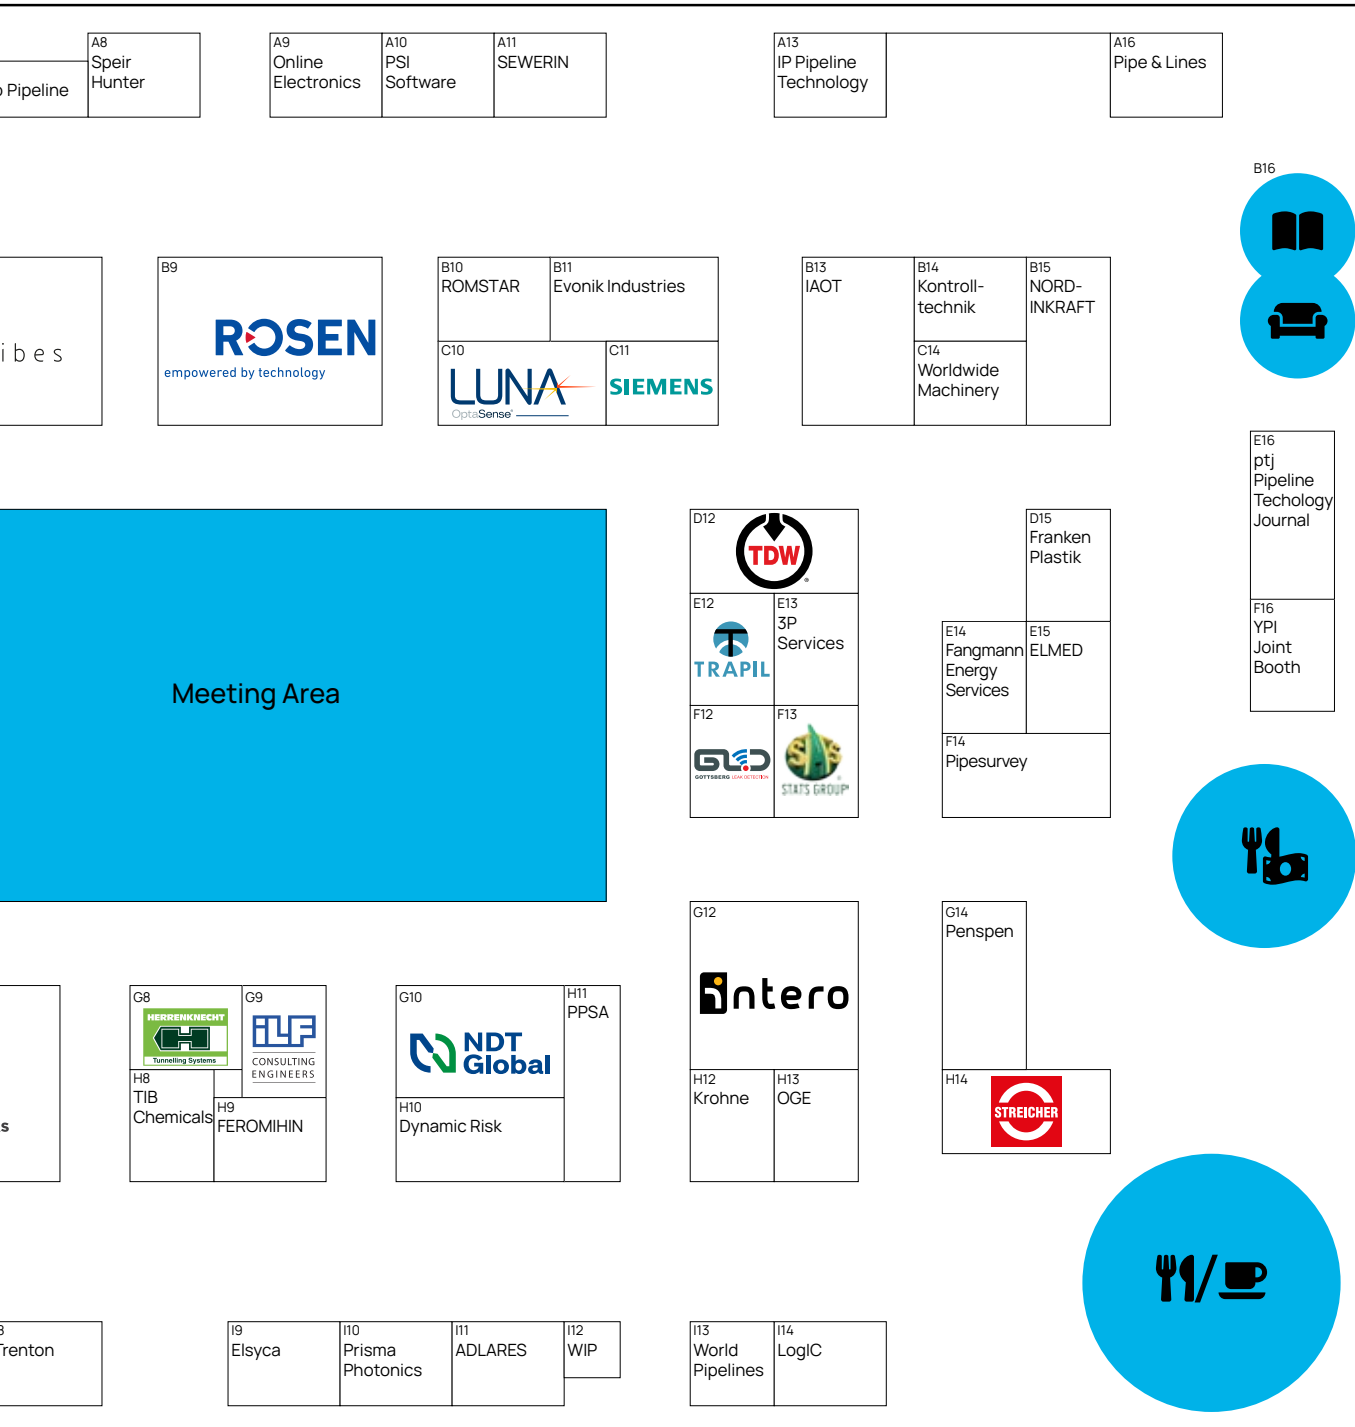 A8
Speir
Hunter
Pipeline
A9
Online
Electronics
A10
PSI
Software
A11
SEWERIN
A13
IP Pipeline
Technology
A16
Pipe & Lines
B16
ibes
B9
ROSEN
empowered by technology
B10
ROMSTAR
B11
Evonik Industries
C10
LUNA
OptaSense®
C11
SIEMENS
B13
IAOT
B14
Kontroll-
technik
C14
Worldwide
Machinery
B15
NORD-
INKRAFT
E16
ptj
Pipeline
Techology
Journal
F16
YPI
Joint
Booth
Meeting Area
D12
TDW
®
E12
TRAPIL
E13
3P
Services
F12
GLD
GOTTSBERG LEAK DETECTION
F13
STATS GROUP
D15
Franken
Plastik
E14
Fangmann
Energy
Services
E15
ELMED
F14
Pipesurvey
G8
HERRENKNECHT
Tunnelling Systems
G9
iLF
CONSULTING
ENGINEERS
H8
TIB
Chemicals
H9
FEROMIHIN
G10
NDT
Global
H10
Dynamic Risk
H11
PPSA
G12
intero
H12
Krohne
H13
OGE
G14
Penspen
H14
STREICHER
Trenton
I9
Elsyca
I10
Prisma
Photonics
I11
ADLARES
I12
WIP
I13
World
Pipelines
I14
LogIC
/